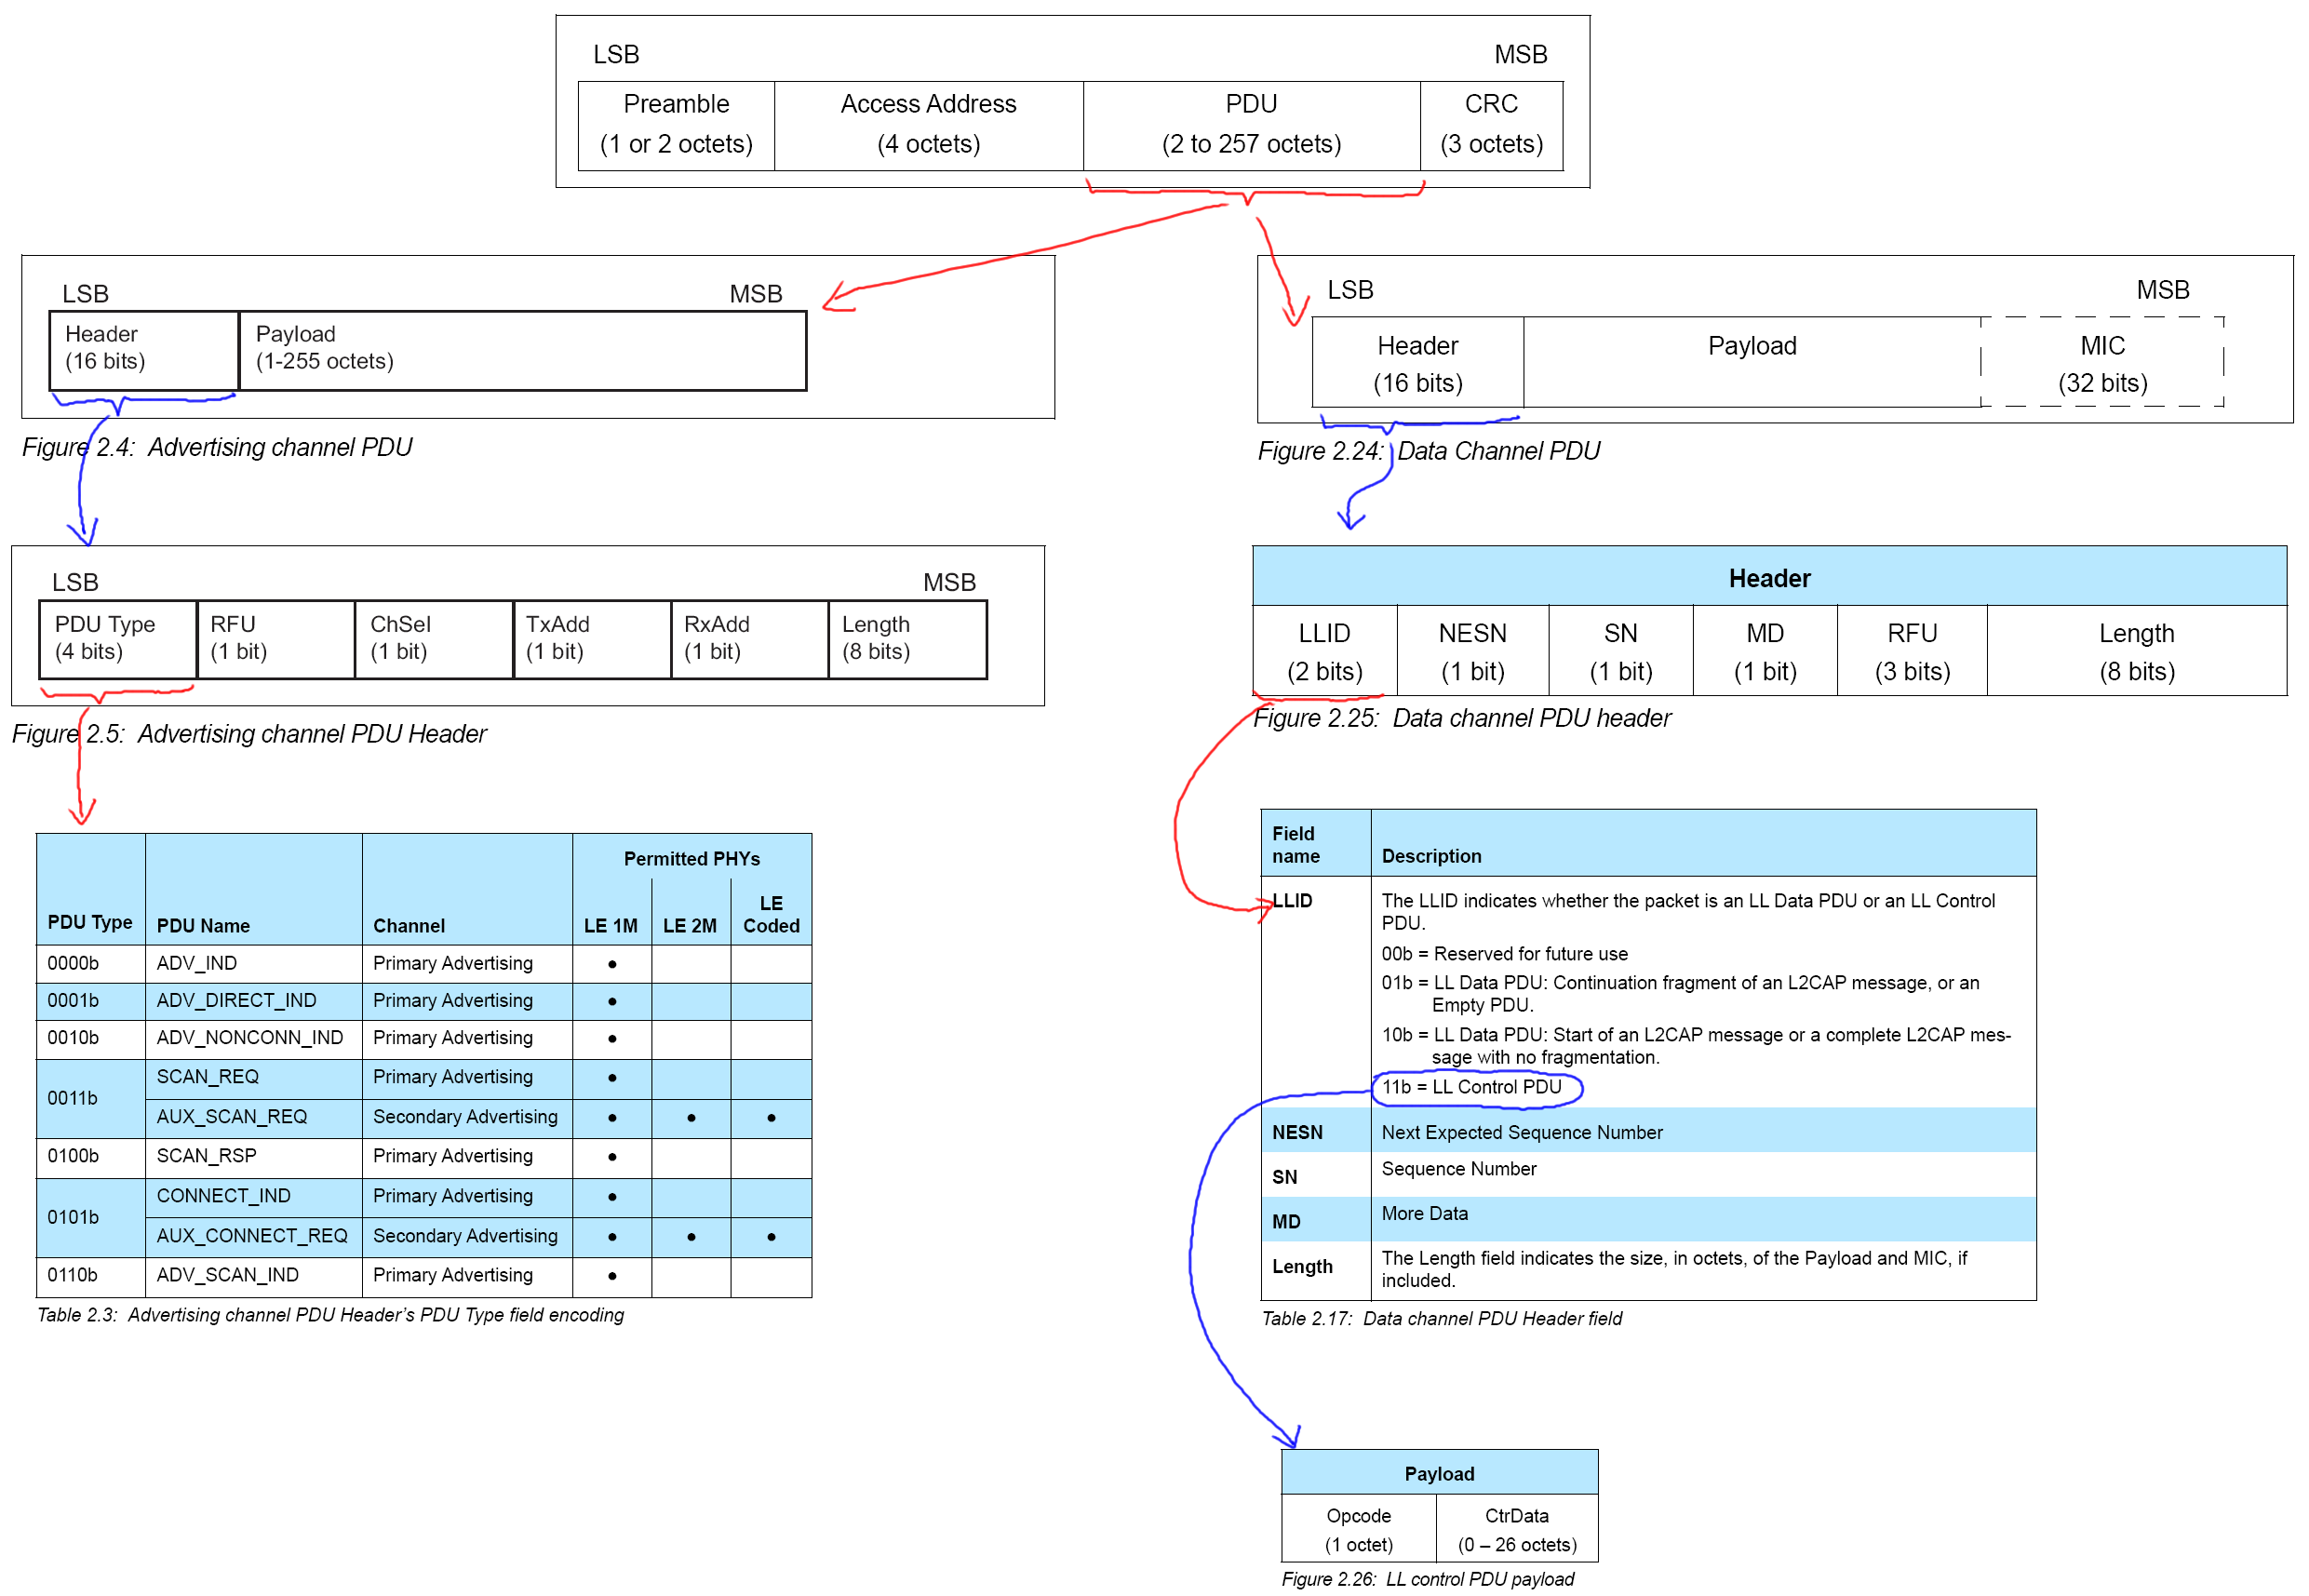 LSB MSB
Preamble Access Address PDU CRC
(1 or 2 octets) (4 octets) (2 to 257 octets) (3 octets)
LSB MSB
Header Payload
(16 bits) (1-255 octets)
Figure 2.4: Advertising channel PDU
LSB MSB
Header Payload MIC
(16 bits) (32 bits)
Figure 2.24: Data Channel PDU
LSB MSB
PDU Type RFU ChSel TxAdd RxAdd Length
(4 bits) (1 bit) (1 bit) (1 bit) (1 bit) (8 bits)
Figure 2.5: Advertising channel PDU Header
Header
LLID NESN SN MD RFU Length
(2 bits) (1 bit) (1 bit) (1 bit) (3 bits) (8 bits)
Figure 2.25: Data channel PDU header
Permitted PHYs
LE
PDU Type PDU Name Channel LE 1M LE 2M Coded
0000b ADV_IND Primary Advertising •
0001b ADV_DIRECT_IND Primary Advertising •
0010b ADV_NONCONN_IND Primary Advertising •
0011b SCAN_REQ Primary Advertising •
AUX_SCAN_REQ Secondary Advertising • • •
0100b SCAN_RSP Primary Advertising •
0101b CONNECT_IND Primary Advertising •
AUX_CONNECT_REQ Secondary Advertising • • •
0110b ADV_SCAN_IND Primary Advertising •
Table 2.3: Advertising channel PDU Header's PDU Type field encoding
Field
name Description
LLID The LLID indicates whether the packet is an LL Data PDU or an LL Control
PDU.
00b = Reserved for future use
01b = LL Data PDU: Continuation fragment of an L2CAP message, or an
Empty PDU.
10b = LL Data PDU: Start of an L2CAP message or a complete L2CAP mes-
sage with no fragmentation.
11b = LL Control PDU
NESN Next Expected Sequence Number
SN Sequence Number
MD More Data
Length The Length field indicates the size, in octets, of the Payload and MIC, if
included.
Table 2.17: Data channel PDU Header field
Payload
Opcode CtrData
(1 octet) (0 – 26 octets)
Figure 2.26: LL control PDU payload